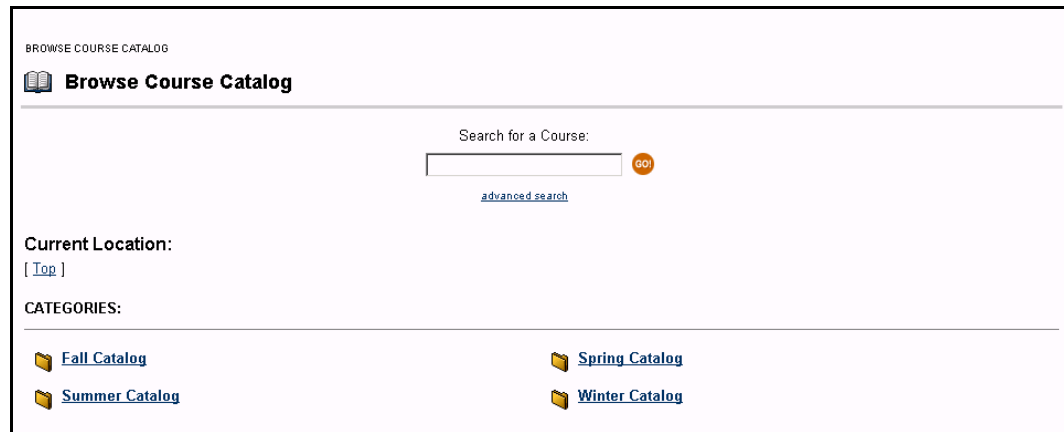 BROWSE COURSE CATALOG
Browse Course Catalog
Search for a Course:
GO!
advanced search
Current Location:
[ Top ]
CATEGORIES:
Fall Catalog Spring Catalog
Summer Catalog Winter Catalog